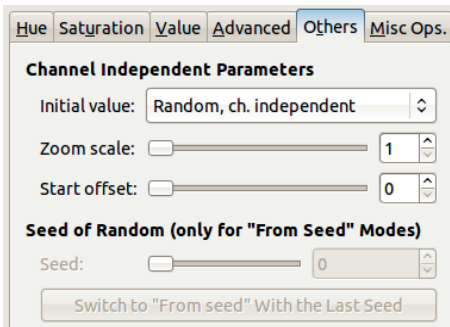 Hue Saturation Value Advanced Others Misc Ops.
Channel Independent Parameters
Initial value: Random, ch. independent
Zoom scale: 1
Start offset: 0
Seed of Random (only for "From Seed" Modes)
Seed: 0
Switch to "From seed" With the Last Seed